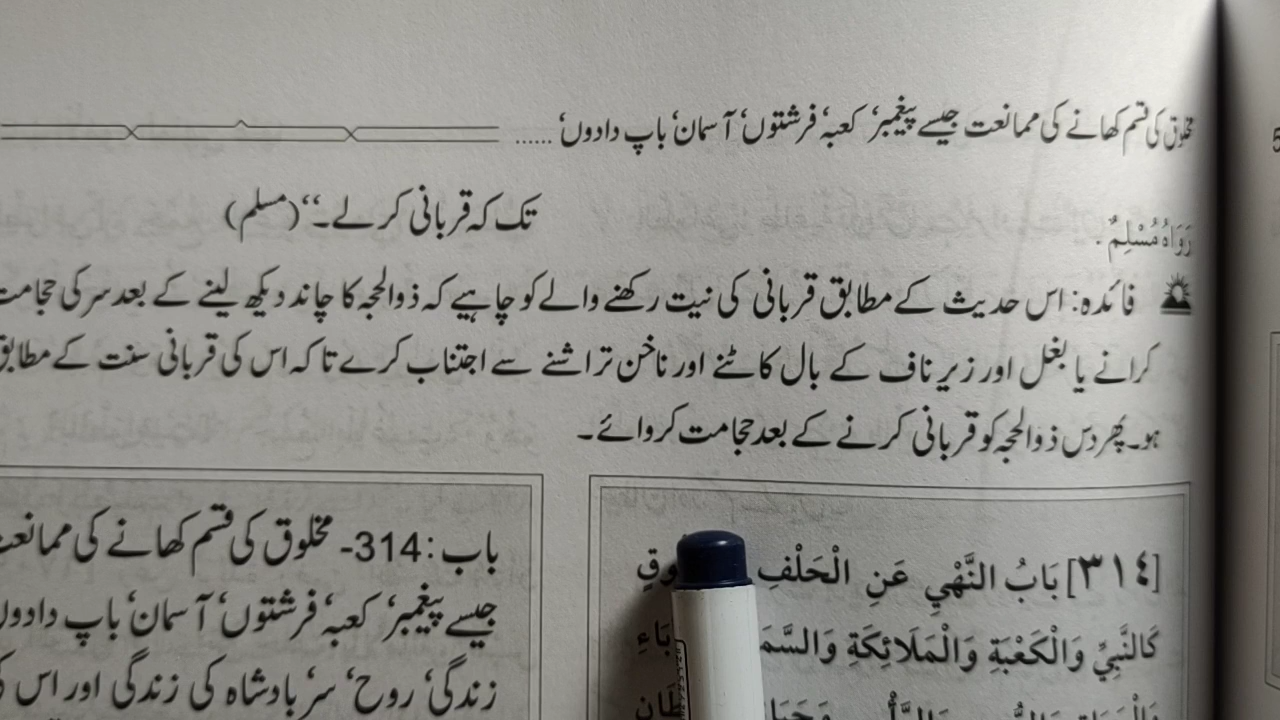 مخلوق کی قسم کھانے کی ممانعت جیسے پیغمبر، کعبہ، فرشتوں، آسمان، باپ دادوں، ......
رَوَاهُ مُسْلِمٌ.
تک کہ قربانی کر لے۔‘‘ (مسلم)
فائدہ: اس حدیث کے مطابق قربانی کی نیت رکھنے والے کو چاہیے کہ ذوالحجہ کا چاند دیکھ لینے کے بعد سر کی حجامت
کرانے یا بغل اور زیر ناف کے بال کاٹنے اور ناخن تراشنے سے اجتناب کرے تاکہ اس کی قربانی سنت کے مطابق
ہو۔ پھر دس ذوالحجہ کو قربانی کرنے کے بعد حجامت کروائے۔
[٣١٤] بَابُ النَّهْيِ عَنِ الْحَلْفِ
كَالنَّبِيِّ وَالْكَعْبَةِ وَالْمَلَائِكَةِ
باب: 314- مخلوق کی قسم کھانے کی ممانعت
جیسے پیغمبر، کعبہ، فرشتوں، آسمان، باپ دادوں
زندگی، روح، سر، بادشاہ کی زندگی اور اس کی